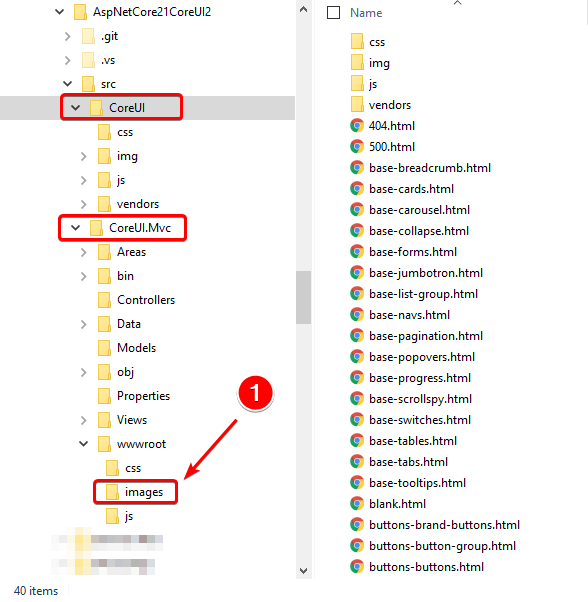 AspNetCore21CoreUI2
.git
.vs
src
CoreUI
css
img
js
vendors
CoreUI.Mvc
Areas
bin
Controllers
Data
Models
obj
Properties
Views
wwwroot
css
images
js
1
40 items
Name
css
img
js
vendors
404.html
500.html
base-breadcrumb.html
base-cards.html
base-carousel.html
base-collapse.html
base-forms.html
base-jumbotron.html
base-list-group.html
base-navs.html
base-pagination.html
base-popovers.html
base-progress.html
base-scrollspy.html
base-switches.html
base-tables.html
base-tabs.html
base-tooltips.html
blank.html
buttons-brand-buttons.html
buttons-button-group.html
buttons-buttons.html